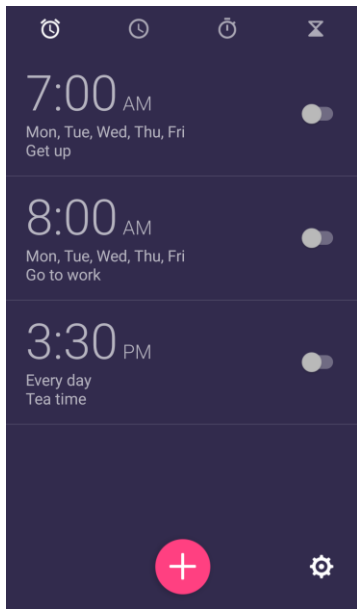 7:00 AM
Mon, Tue, Wed, Thu, Fri
Get up
8:00 AM
Mon, Tue, Wed, Thu, Fri
Go to work
3:30 PM
Every day
Tea time